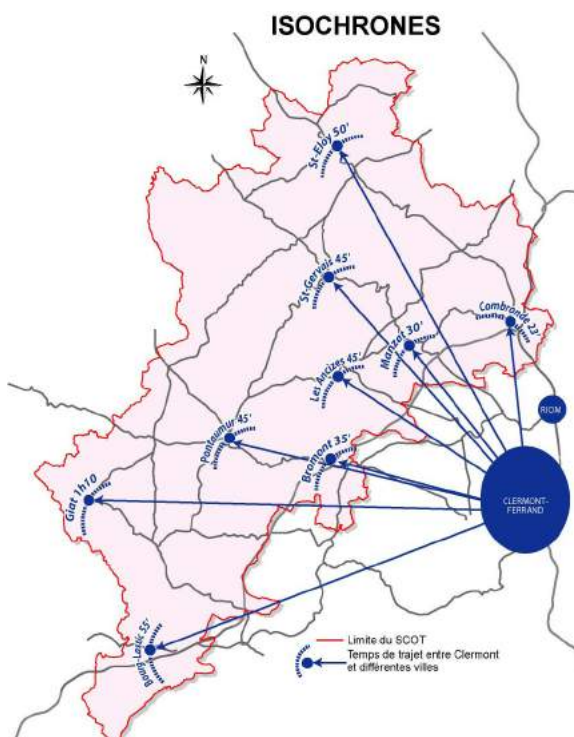 ISOCHRONES
N
St-Eloy 50'
St-Gervais 45'
Combronde 23'
Manzat 30'
Les Ancizes 45'
RIOM
Pontaumur 45'
Bromont 35'
Giat 1h10
CLERMONT-
FERRAND
Bourg-Lastic 55'
Limite du SCOT
Temps de trajet entre Clermont
et différentes villes